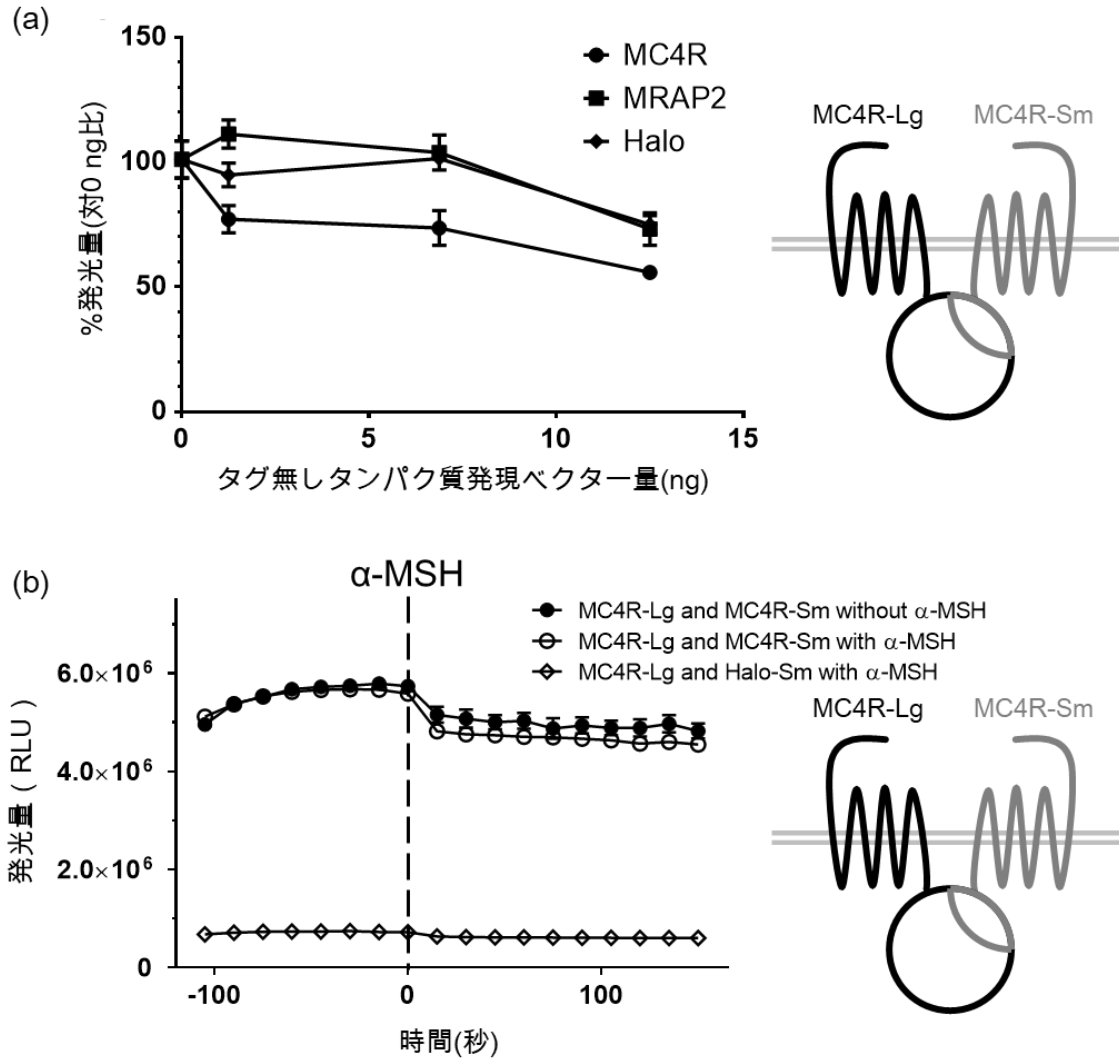 (a)
150
100
50
0
%発光量(対0 ng比)
MC4R
MRAP2
Halo
0 5 10 15
タグ無しタンパク質発現ベクター量(ng)
MC4R-Lg MC4R-Sm
(b)
α-MSH
MC4R-Lg and MC4R-Sm without α-MSH
MC4R-Lg and MC4R-Sm with α-MSH
MC4R-Lg and Halo-Sm with α-MSH
6.0×10⁶
4.0×10⁶
2.0×10⁶
0
発光量 ( RLU )
-100 0 100
時間(秒)
MC4R-Lg MC4R-Sm